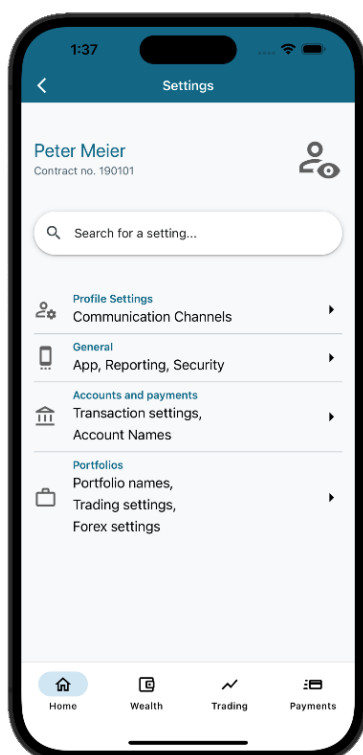 1:37
Settings
Peter Meier
Contract no. 190101
Search for a setting...
Profile Settings
Communication Channels
General
App, Reporting, Security
Accounts and payments
Transaction settings,
Account Names
Portfolios
Portfolio names,
Trading settings,
Forex settings
Home Wealth Trading Payments